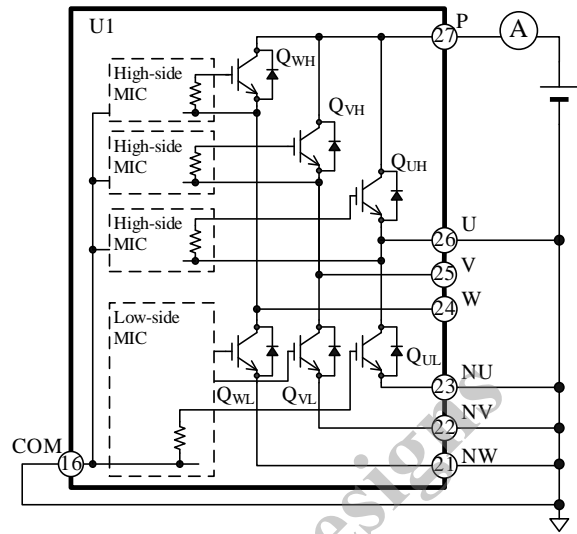 U1
P
27
A
High-side
MIC
QWH
High-side
MIC
QVH
High-side
MIC
QUH
U
26
V
25
W
24
Low-side
MIC
QUL
QWL
QVL
NU
23
NV
22
COM
16
NW
21
esigns